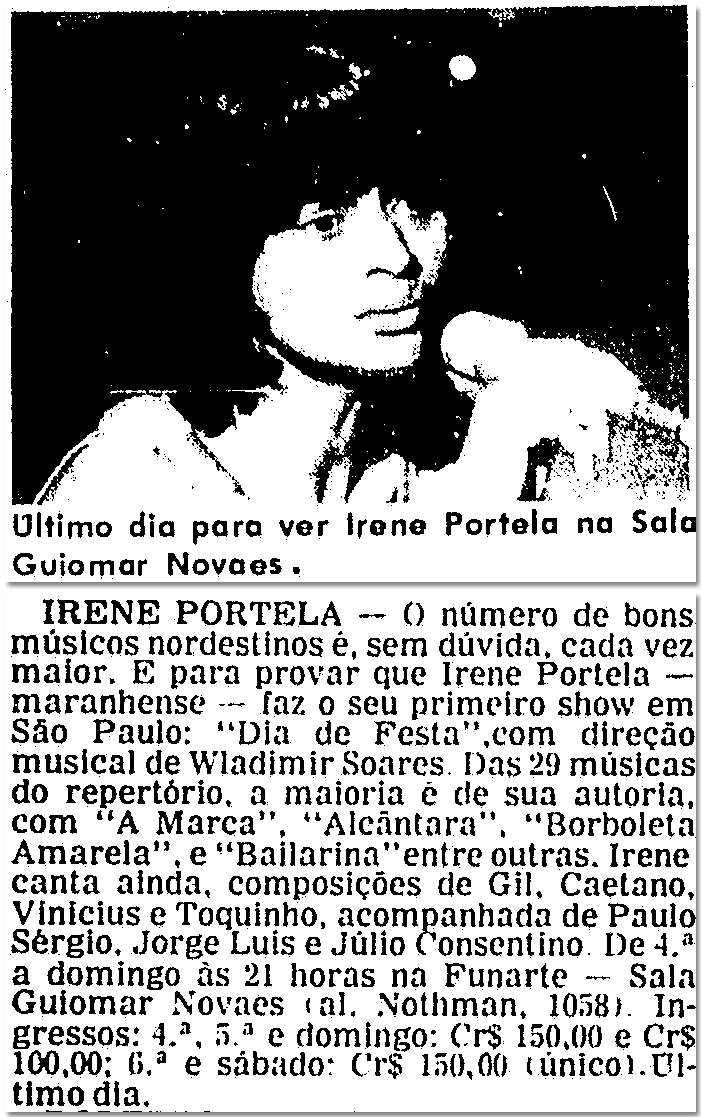 Último dia para ver Irene Portela na Sala
Guiomar Novaes.
IRENE PORTELA — O número de bons
músicos nordestinos é, sem dúvida, cada vez
maior. E para provar que Irene Portela —
maranhense — faz o seu primeiro show em
São Paulo: "Dia de Festa",com direção
musical de Wladimir Soares. Das 29 músicas
do repertório, a maioria é de sua autoria,
com "A Marca", "Alcântara", "Borboleta
Amarela", e "Bailarina"entre outras. Irene
canta ainda, composições de Gil, Caetano,
Vinicius e Toquinho, acompanhada de Paulo
Sérgio, Jorge Luis e Júlio Consentino. De 4.ª
a domingo às 21 horas na Funarte — Sala
Guiomar Novaes (al. Nothman, 1058). In-
gressos: 4.ª, 5.ª e domingo: Cr$ 150,00 e Cr$
100,00; 6.ª e sábado: Cr$ 150,00 (único).Úl-
timo dia.